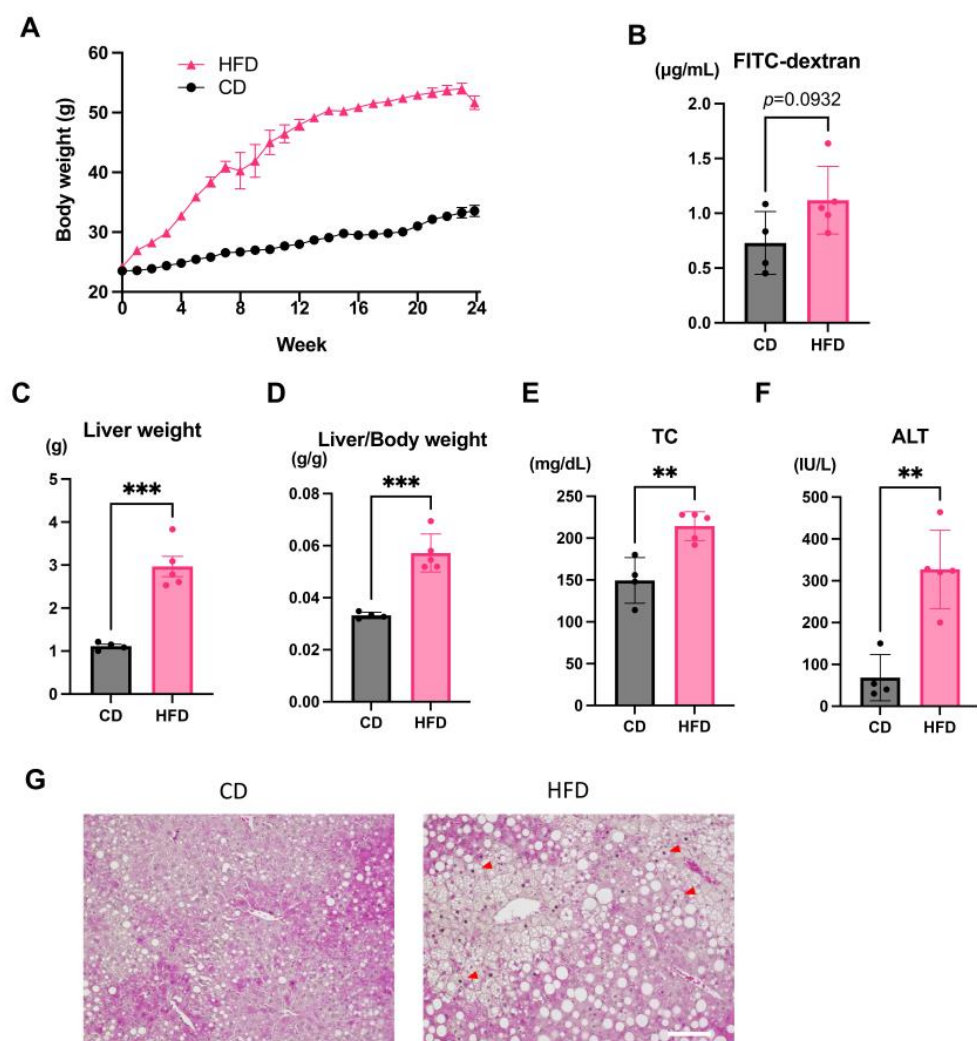 A
HFD
CD
Body weight (g)
60
50
40
30
20
0 4 8 12 16 20 24
Week
B
FITC-dextran
(μg/mL)
p=0.0932
2.0
1.5
1.0
0.5
0.0
CD HFD
C
Liver weight
(g)
***
5
4
3
2
1
0
CD HFD
D
Liver/Body weight
(g/g)
***
0.08
0.06
0.04
0.02
0.00
CD HFD
E
TC
(mg/dL)
**
250
200
150
100
50
0
CD HFD
F
ALT
(IU/L)
**
500
400
300
200
100
0
CD HFD
G
CD HFD